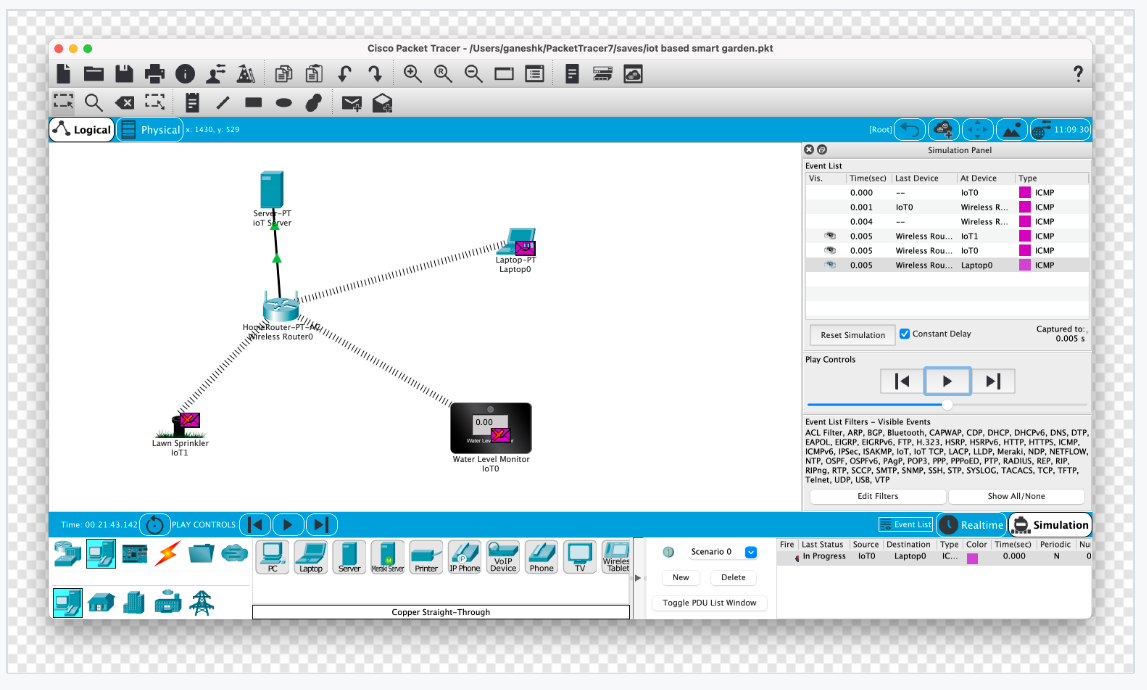 Cisco Packet Tracer - /Users/ganeshk/PacketTracer7/saves/iot based smart garden.pkt
?
Logical
Physical
x: 1430, y: 529
[Root]
11:09:30
Server-PT
ioT Server
Laptop-PT
Laptop0
Wireless Router0
Lawn Sprinkler
IoT1
0.00
Water Level Monitor
IoT0
Simulation Panel
Event List
Vis. Time(sec) Last Device At Device Type
0.000 -- IoT0 ICMP
0.001 IoT0 Wireless R... ICMP
0.004 -- Wireless R... ICMP
0.005 Wireless Rou... IoT1 ICMP
0.005 Wireless Rou... IoT0 ICMP
0.005 Wireless Rou... Laptop0 ICMP
Reset Simulation
Constant Delay
Captured to:
0.005 s
Play Controls
Event List Filters - Visible Events
ACL Filter, ARP, BGP, Bluetooth, CAPWAP, CDP, DHCP, DHCPv6, DNS, DTP,
EAPOL, EIGRP, EIGRPv6, FTP, H.323, HSRP, HSRPv6, HTTP, HTTPS, ICMP,
ICMPv6, IPSec, ISAKMP, IoT, IoT TCP, LACP, LLDP, Meraki, NDP, NETFLOW,
NTP, OSPF, OSPFv6, PAgP, POP3, PPP, PPPoED, PTP, RADIUS, REP, RIP,
RIPng, RTP, SCCP, SMTP, SNMP, SSH, STP, SYSLOG, TACACS, TCP, TFTP,
Telnet, UDP, USB, VTP
Edit Filters
Show All/None
Time: 00:21:43.142
PLAY CONTROLS:
Event List
Realtime
Simulation
PC
Laptop
Server
Meraki Server
Printer
IP Phone
VoIP
Device
Phone
TV
Wireles
Tablet
Copper Straight-Through
Scenario 0
New
Delete
Toggle PDU List Window
Fire Last Status Source Destination Type Color Time(sec) Periodic Nu
In Progress IoT0 Laptop0 IC... 0.000 N 0